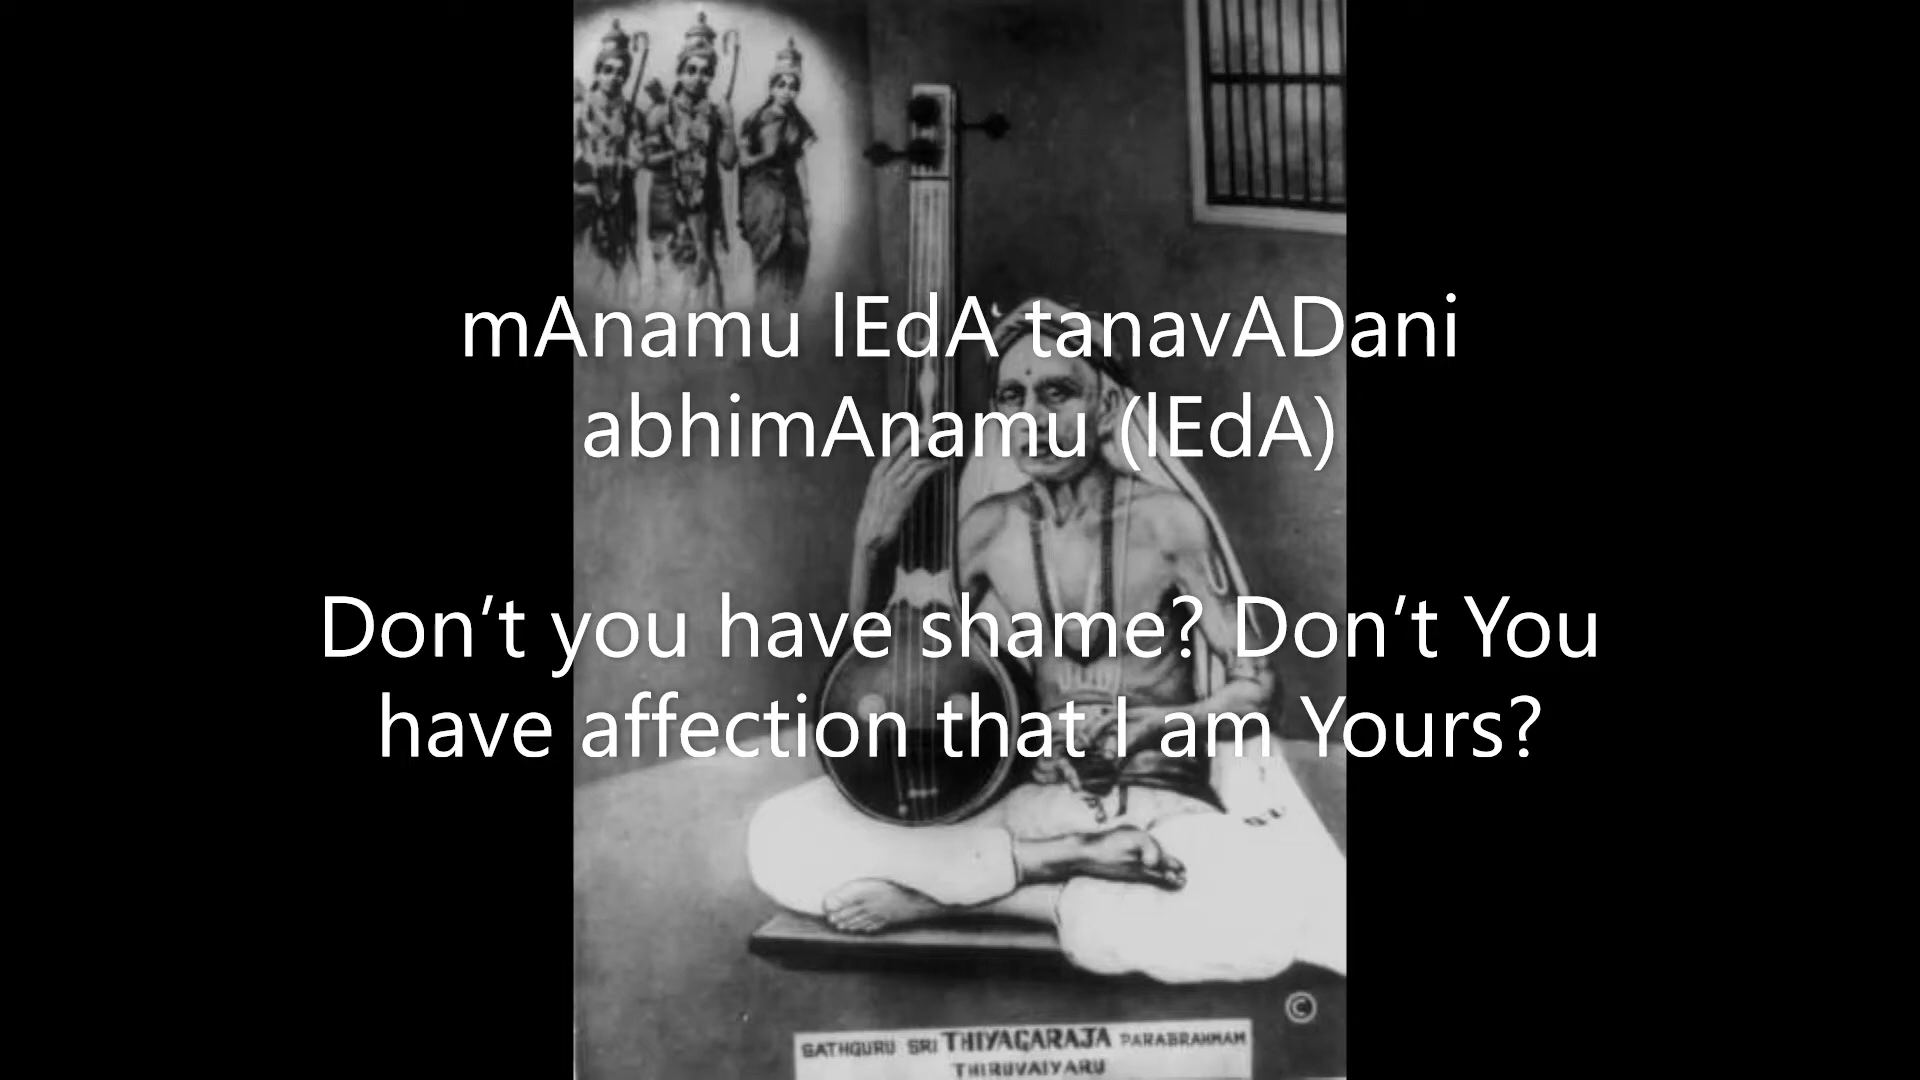 mAnamu lEdA tanavADani
abhimAnamu (lEdA)
Don’t you have shame? Don’t You
have affection that I am Yours?
©
SATHGURU SRI THIYAGARAJA PARABRAHMAM
THIRUVAIYARU